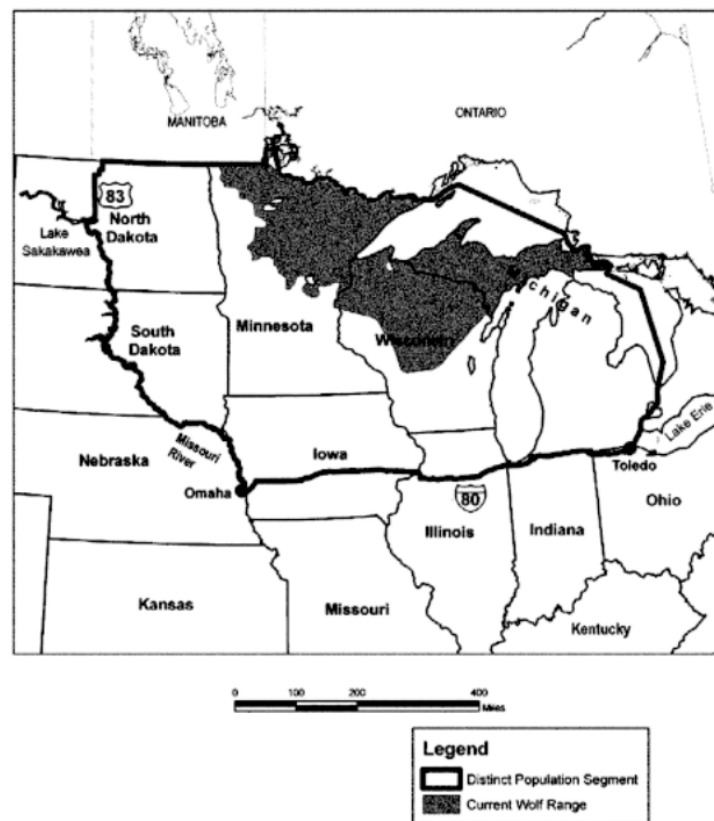 MANITOBA
ONTARIO
83
North
Dakota
Lake
Sakakawea
South
Dakota
Minnesota
Wisconsin
Michigan
Nebraska
Missouri
River
Iowa
Omaha
80
Lake Erie
Toledo
Illinois
Indiana
Ohio
Kansas
Missouri
Kentucky
0 100 200 400
Miles
Legend
Distinct Population Segment
Current Wolf Range